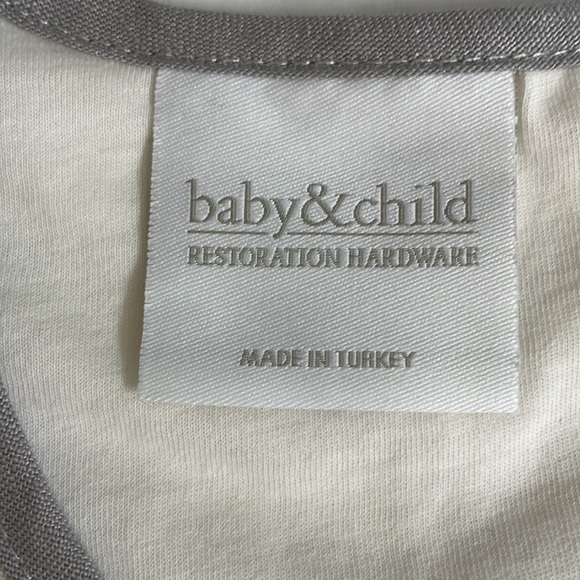 baby&child
RESTORATION HARDWARE
MADE IN TURKEY